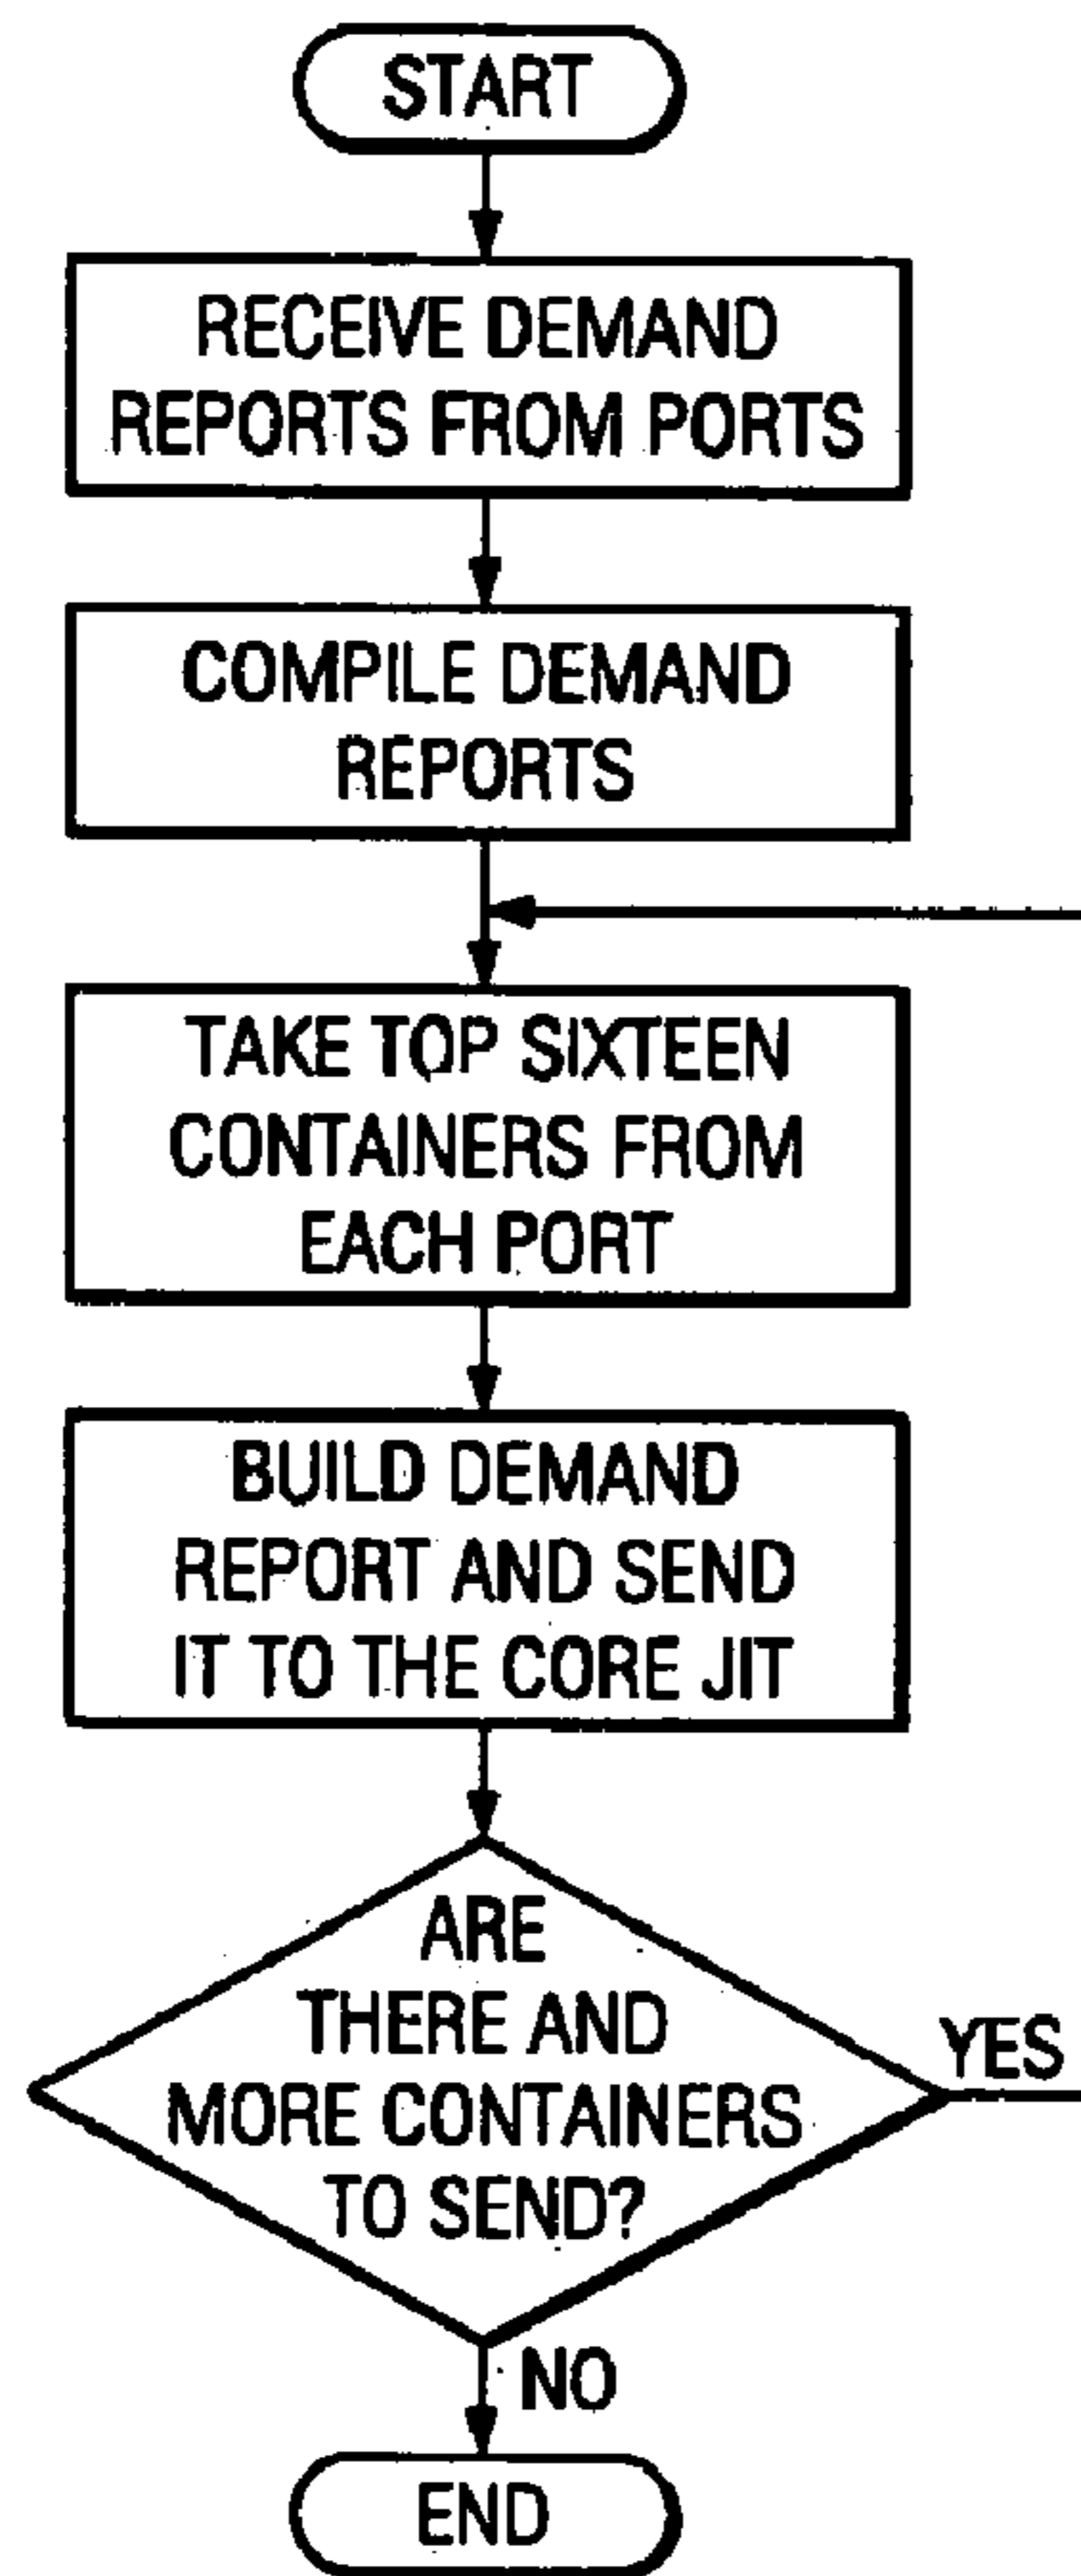 START
RECEIVE DEMAND
REPORTS FROM PORTS
COMPILE DEMAND
REPORTS
TAKE TOP SIXTEEN
CONTAINERS FROM
EACH PORT
BUILD DEMAND
REPORT AND SEND
IT TO THE CORE JIT
ARE
THERE AND
MORE CONTAINERS
TO SEND?
YES
NO
END